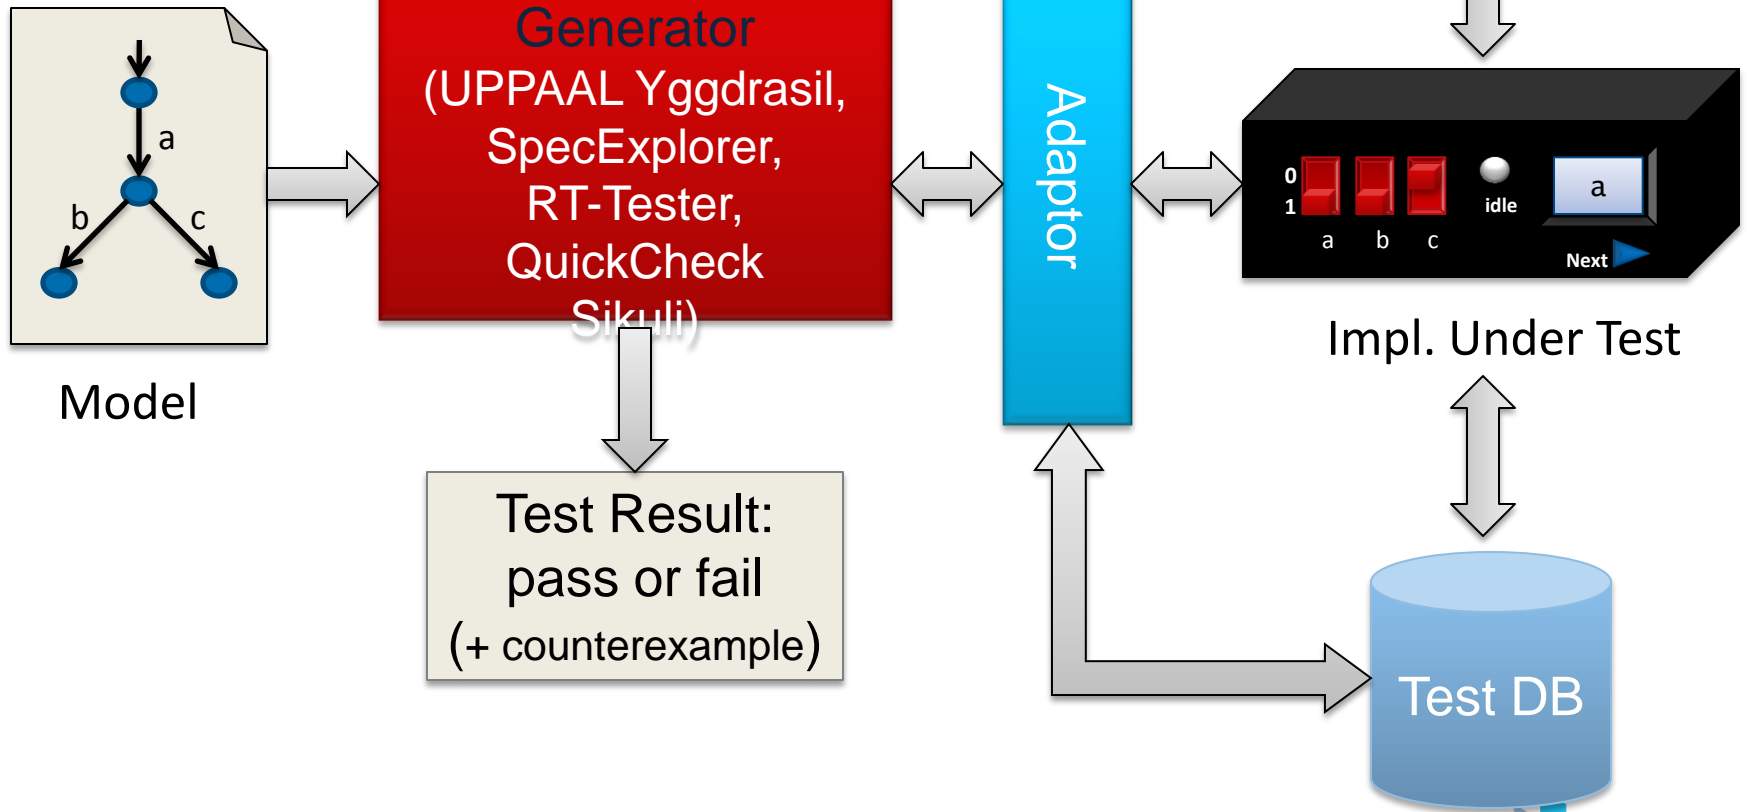 a
b c
Model
Generator
(UPPAAL Yggdrasil,
SpecExplorer,
RT-Tester,
QuickCheck
Sikuli)
Test Result:
pass or fail
(+ counterexample)
Adaptor
0
1
a b c
idle
a
Next
Impl. Under Test
Test DB